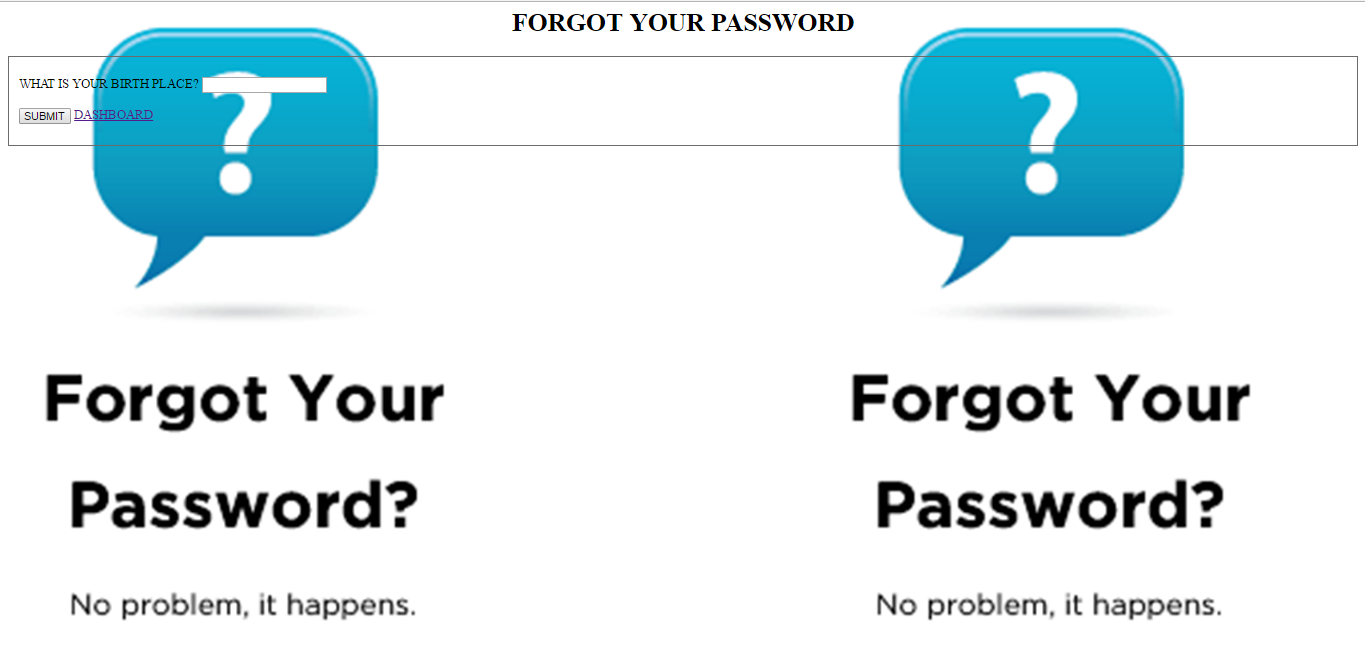 FORGOT YOUR PASSWORD
WHAT IS YOUR BIRTH PLACE?
SUBMIT DASHBOARD
?
?
Forgot Your
Password?
No problem, it happens.
Forgot Your
Password?
No problem, it happens.